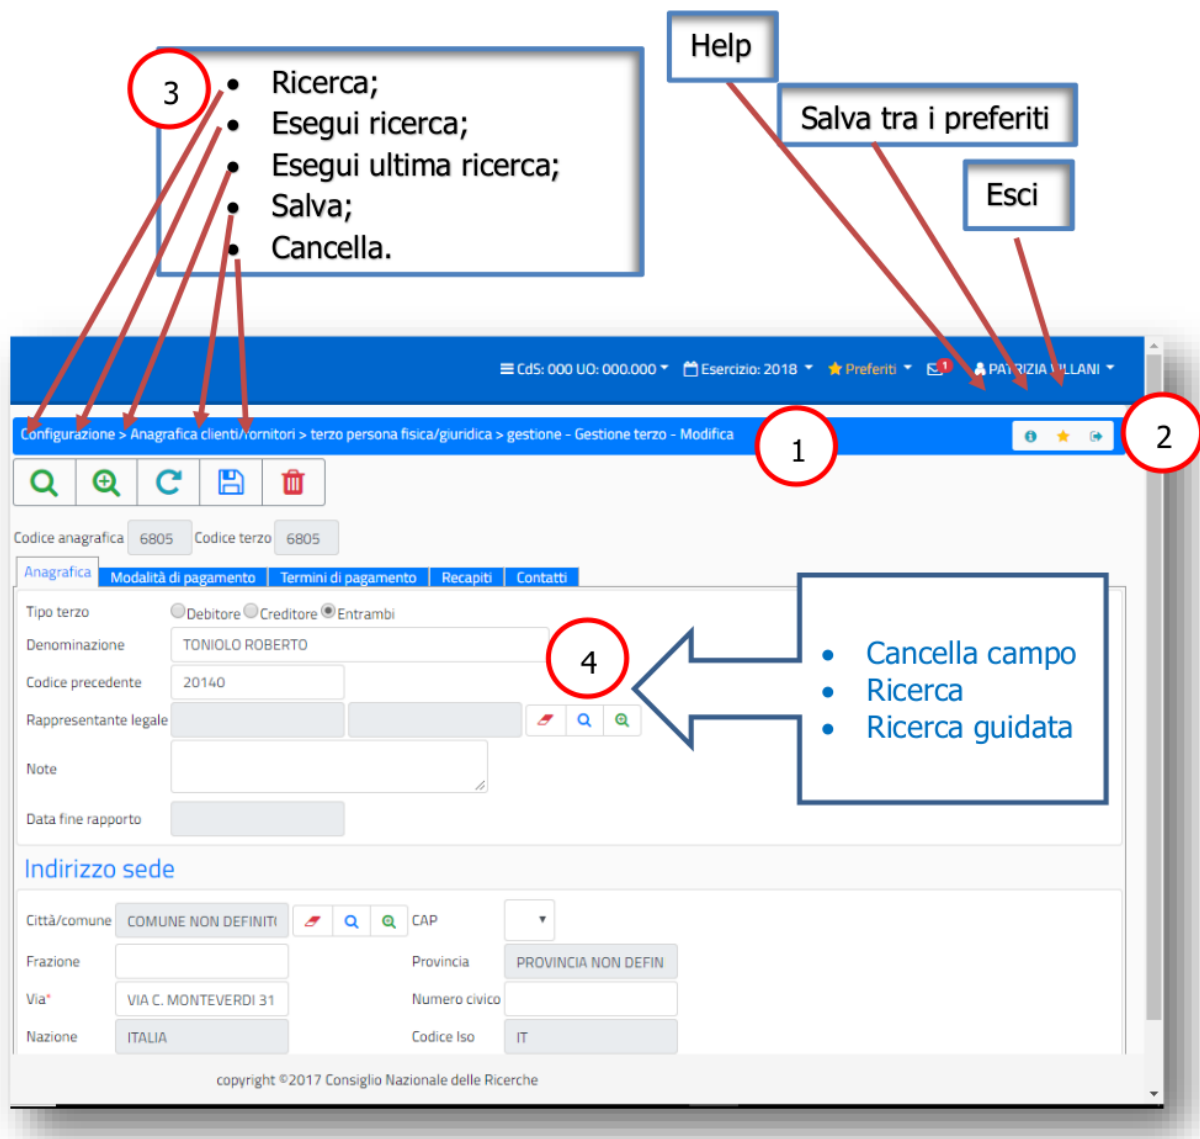 Help
3
Ricerca;
Esegui ricerca;
Esegui ultima ricerca;
Salva;
Cancella.
Salva tra i preferiti
Esci
CdS: 000 UO: 000.000 Esercizio: 2018 Preferiti 1 PATRIZIA VILLANI
Configurazione > Anagrafica clienti/fornitori > terzo persona fisica/giuridica > gestione - Gestione terzo - Modifica
1
2
Codice anagrafica 6805 Codice terzo 6805
Anagrafica Modalità di pagamento Termini di pagamento Recapiti Contatti
Tipo terzo Debitore Creditore Entrambi
Denominazione TONIOLO ROBERTO
4
Codice precedente 20140
Rappresentante legale
Note
Data fine rapporto
Cancella campo
Ricerca
Ricerca guidata
Indirizzo sede
Città/comune COMUNE NON DEFINIT CAP
Frazione Provincia PROVINCIA NON DEFIN
Via* VIA C. MONTEVERDI 31 Numero civico
Nazione ITALIA Codice Iso IT
copyright ©2017 Consiglio Nazionale delle Ricerche